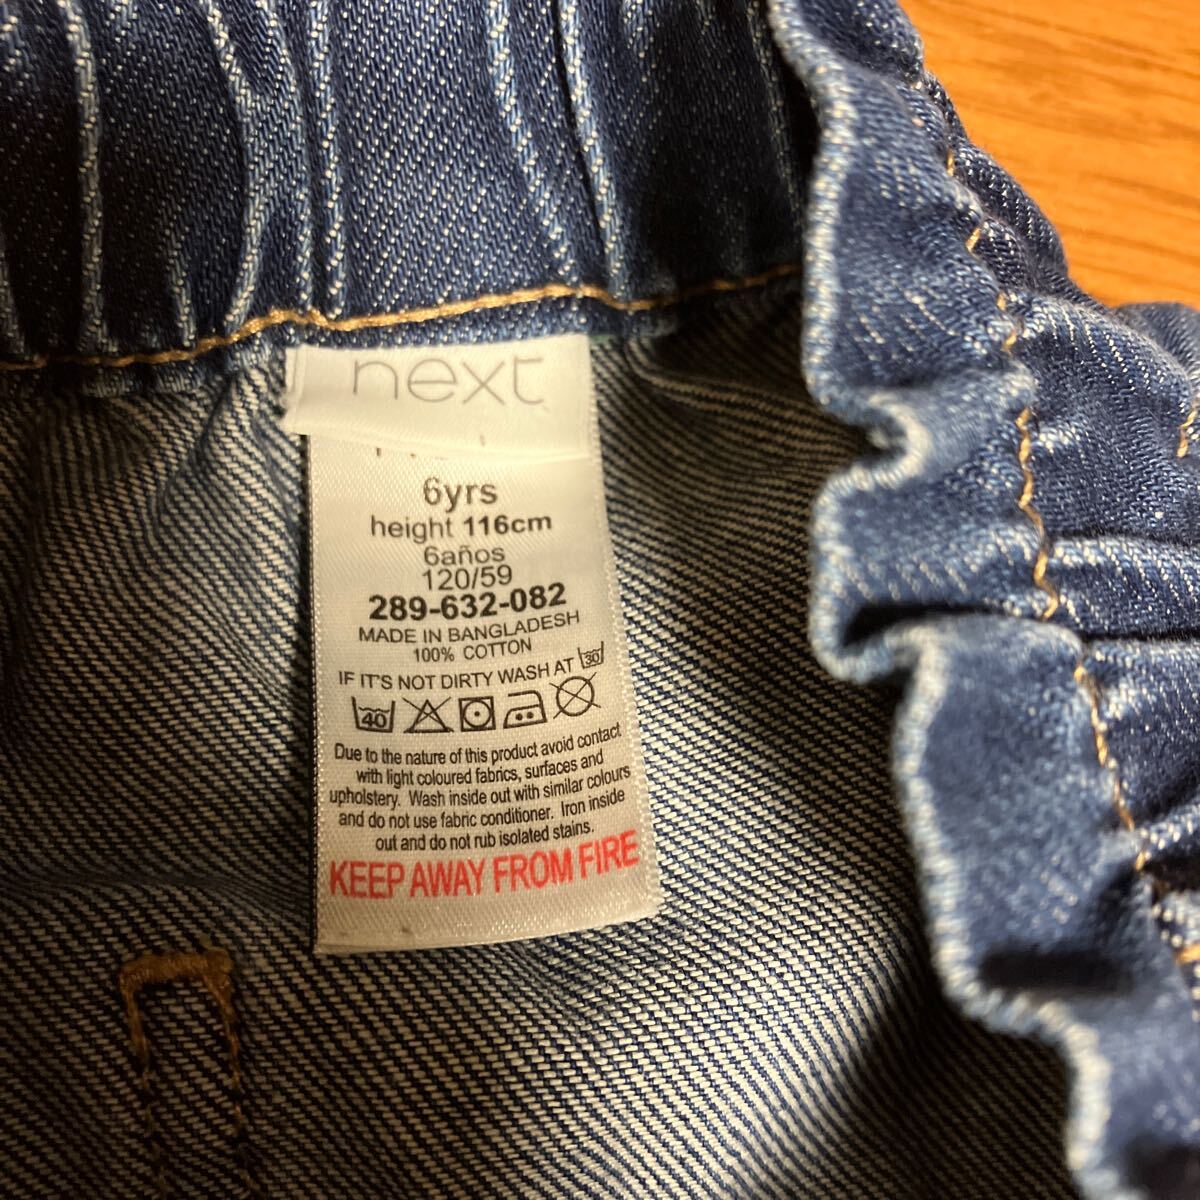 next
6yrs
height 116cm
6años
120/59
289-632-082
MADE IN BANGLADESH
100% COTTON
IF IT'S NOT DIRTY WASH AT 30
40
Due to the nature of this product avoid contact
with light coloured fabrics, surfaces and
upholstery. Wash inside out with similar colours
and do not use fabric conditioner. Iron inside
out and do not rub isolated stains.
KEEP AWAY FROM FIRE